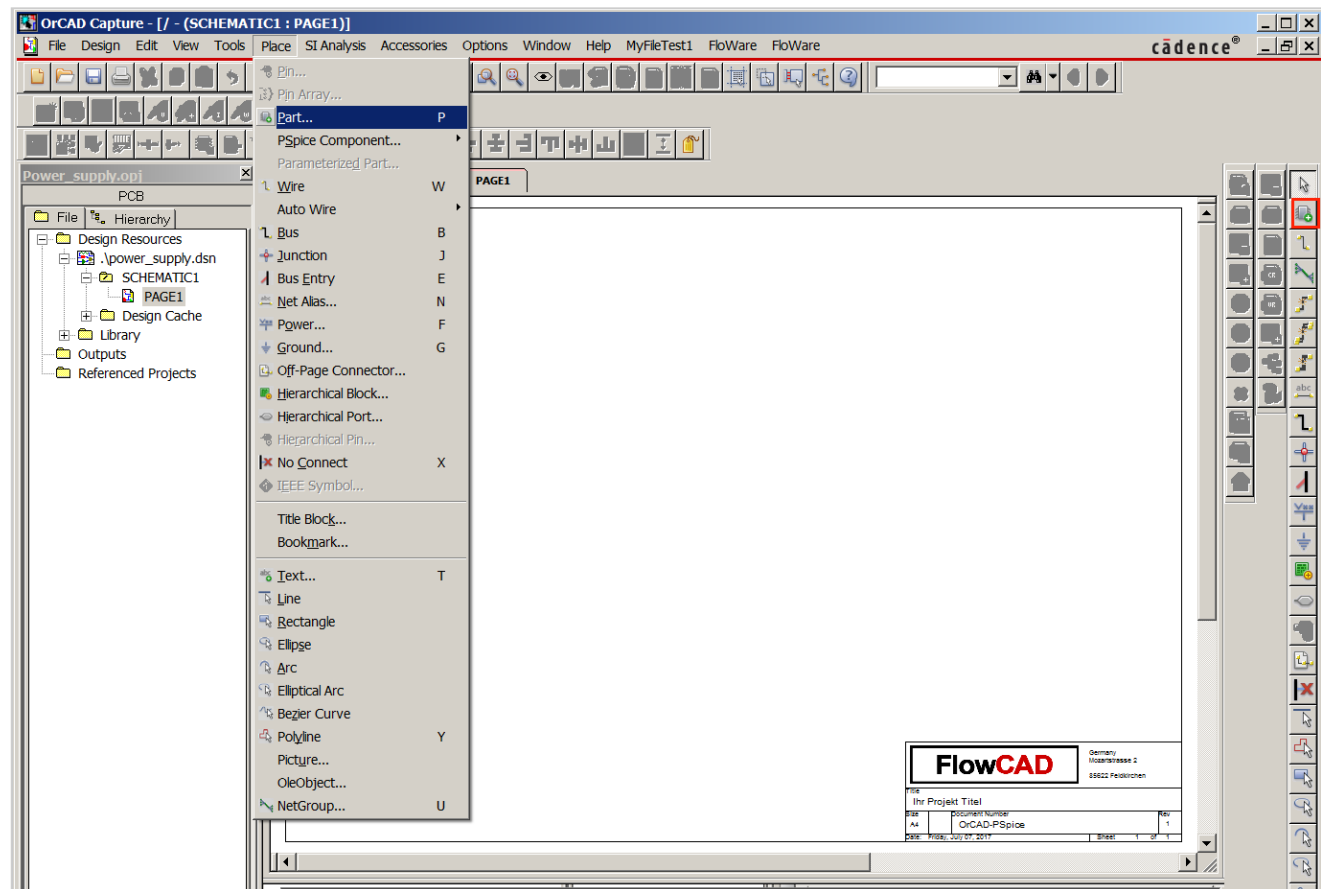 OrCAD Capture - [/ - (SCHEMATIC1 : PAGE1)]
File Design Edit View Tools Place SI Analysis Accessories Options Window Help MyFileTest1 FloWare FloWare cādence®
Pin...
Pin Array...
Part... P
PSpice Component...
Parameterized Part...
Wire W
Auto Wire
Bus B
Junction J
Bus Entry E
Net Alias... N
Power... F
Ground... G
Off-Page Connector...
Hierarchical Block...
Hierarchical Port...
Hierarchical Pin...
No Connect X
IEEE Symbol...
Title Block...
Bookmark...
Text... T
Line
Rectangle
Ellipse
Arc
Elliptical Arc
Bezier Curve
Polyline Y
Picture...
OleObject...
NetGroup... U
Power_supply.opj
PCB
File Hierarchy
Design Resources
.\power_supply.dsn
SCHEMATIC1
PAGE1
Design Cache
Library
Outputs
Referenced Projects
PAGE1
abc
FlowCAD
Germany
Mozartstrasse 2
85622 Feldkirchen
Title
Ihr Projekt Titel
Size Document Number Rev
A4 OrCAD-PSpice 1
Date: Friday, July 07, 2017 Sheet 1 of 1